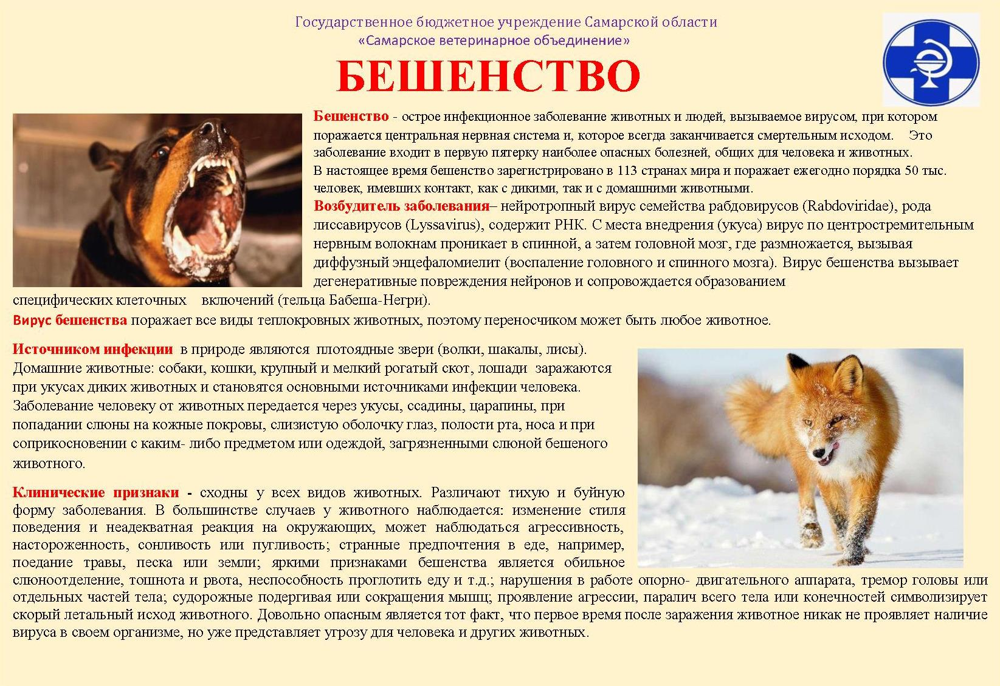 Государственное бюджетное учреждение Самарской области
«Самарское ветеринарное объединение»
БЕШЕНСТВО
Бешенство - острое инфекционное заболевание животных и людей, вызываемое вирусом, при котором
поражается центральная нервная система и, которое всегда заканчивается смертельным исходом. Это
заболевание входит в первую пятерку наиболее опасных болезней, общих для человека и животных.
В настоящее время бешенство зарегистрировано в 113 странах мира и поражает ежегодно порядка 50 тыс.
человек, имевших контакт, как с дикими, так и с домашними животными.
Возбудитель заболевания– нейротропный вирус семейства рабдовирусов (Rabdoviridae), рода
лиссавирусов (Lyssavirus), содержит РНК. С места внедрения (укуса) вирус по центростремительным
нервным волокнам проникает в спинной, а затем головной мозг, где размножается, вызывая
диффузный энцефаломиелит (воспаление головного и спинного мозга). Вирус бешенства вызывает
дегенеративные повреждения нейронов и сопровождается образованием
специфических клеточных включений (тельца Бабеша-Негри).
Вирус бешенства поражает все виды теплокровных животных, поэтому переносчиком может быть любое животное.
Источником инфекции в природе являются плотоядные звери (волки, шакалы, лисы).
Домашние животные: собаки, кошки, крупный и мелкий рогатый скот, лошади заражаются
при укусах диких животных и становятся основными источниками инфекции человека.
Заболевание человеку от животных передается через укусы, ссадины, царапины, при
попадании слюны на кожные покровы, слизистую оболочку глаз, полости рта, носа и при
соприкосновении с каким- либо предметом или одеждой, загрязненными слюной бешеного
животного.
Клинические признаки - сходны у всех видов животных. Различают тихую и буйную
форму заболевания. В большинстве случаев у животного наблюдается: изменение стиля
поведения и неадекватная реакция на окружающих, может наблюдаться агрессивность,
настороженность, сонливость или пугливость; странные предпочтения в еде, например,
поедание травы, песка или земли; яркими признаками бешенства является обильное
слюноотделение, тошнота и рвота, неспособность проглотить еду и т.д.; нарушения в работе опорно- двигательного аппарата, тремор головы или
отдельных частей тела; судорожные подергивая или сокращения мышц; проявление агрессии, паралич всего тела или конечностей символизирует
скорый летальный исход животного. Довольно опасным является тот факт, что первое время после заражения животное никак не проявляет наличие
вируса в своем организме, но уже представляет угрозу для человека и других животных.